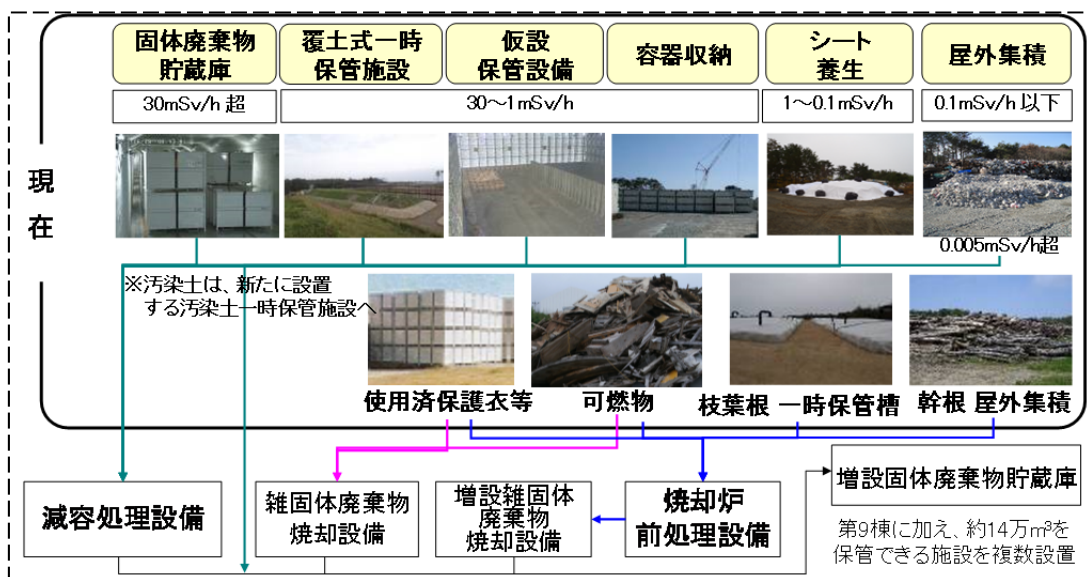 固体廃棄物
貯蔵庫
覆土式一時
保管施設
仮設
保管設備
容器収納
シート
養生
屋外集積
30mSv/h 超
30～1mSv/h
1～0.1mSv/h
0.1mSv/h 以下
現
在
0.005mSv/h超
※汚染土は、新たに設置
する汚染土一時保管施設へ
使用済保護衣等
可燃物
枝葉根 一時保管槽
幹根 屋外集積
減容処理設備
雑固体廃棄物
焼却設備
増設雑固体
廃棄物
焼却設備
焼却炉
前処理設備
増設固体廃棄物貯蔵庫
第9棟に加え、約14万m³を
保管できる施設を複数設置